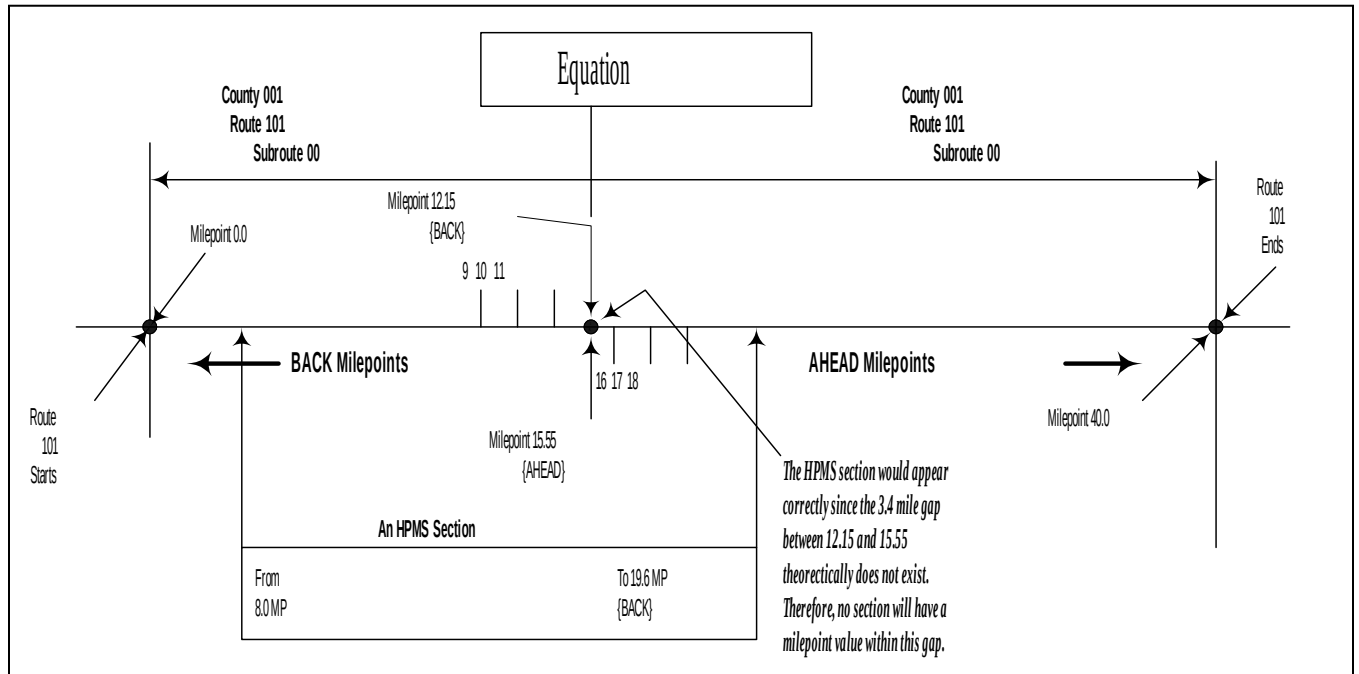 Equation
County 001
Route 101
Subroute 00
County 001
Route 101
Subroute 00
Milepoint 12.15
{BACK}
Route
101
Ends
Milepoint 0.0
9 10 11
BACK Milepoints
AHEAD Milepoints
16 17 18
Route
101
Starts
Milepoint 40.0
Milepoint 15.55
{AHEAD}
The HPMS section would appear
correctly since the 3.4 mile gap
between 12.15 and 15.55
theorectically does not exist.
Therefore, no section will have a
milepoint value within this gap.
An HPMS Section
From
8.0 MP
To 19.6 MP
{BACK}